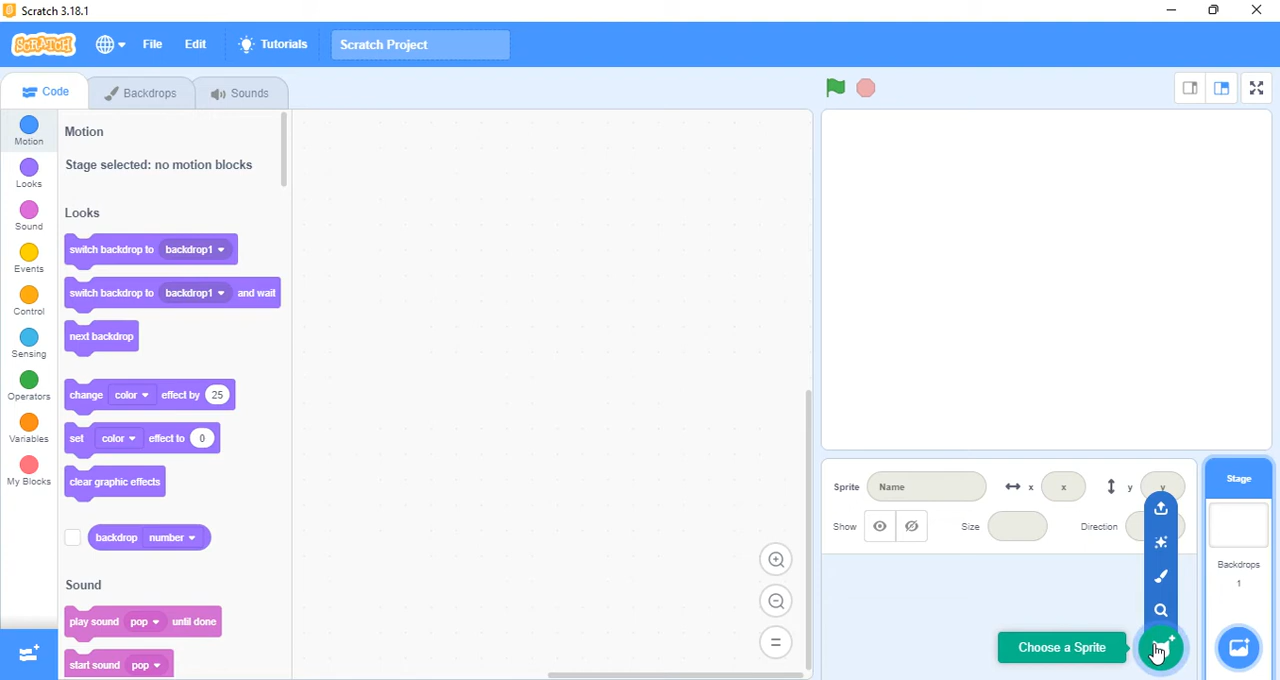 Scratch 3.18.1
SCRATCH
File
Edit
Tutorials
Scratch Project
Code
Backdrops
Sounds
Motion
Looks
Sound
Events
Control
Sensing
Operators
Variables
My Blocks
Motion
Stage selected: no motion blocks
Looks
switch backdrop to backdrop1
switch backdrop to backdrop1 and wait
next backdrop
change color effect by 25
set color effect to 0
clear graphic effects
backdrop number
Sound
play sound pop until done
start sound pop
Sprite Name x x y y
Show Size Direction
Choose a Sprite
Stage
Backdrops
1